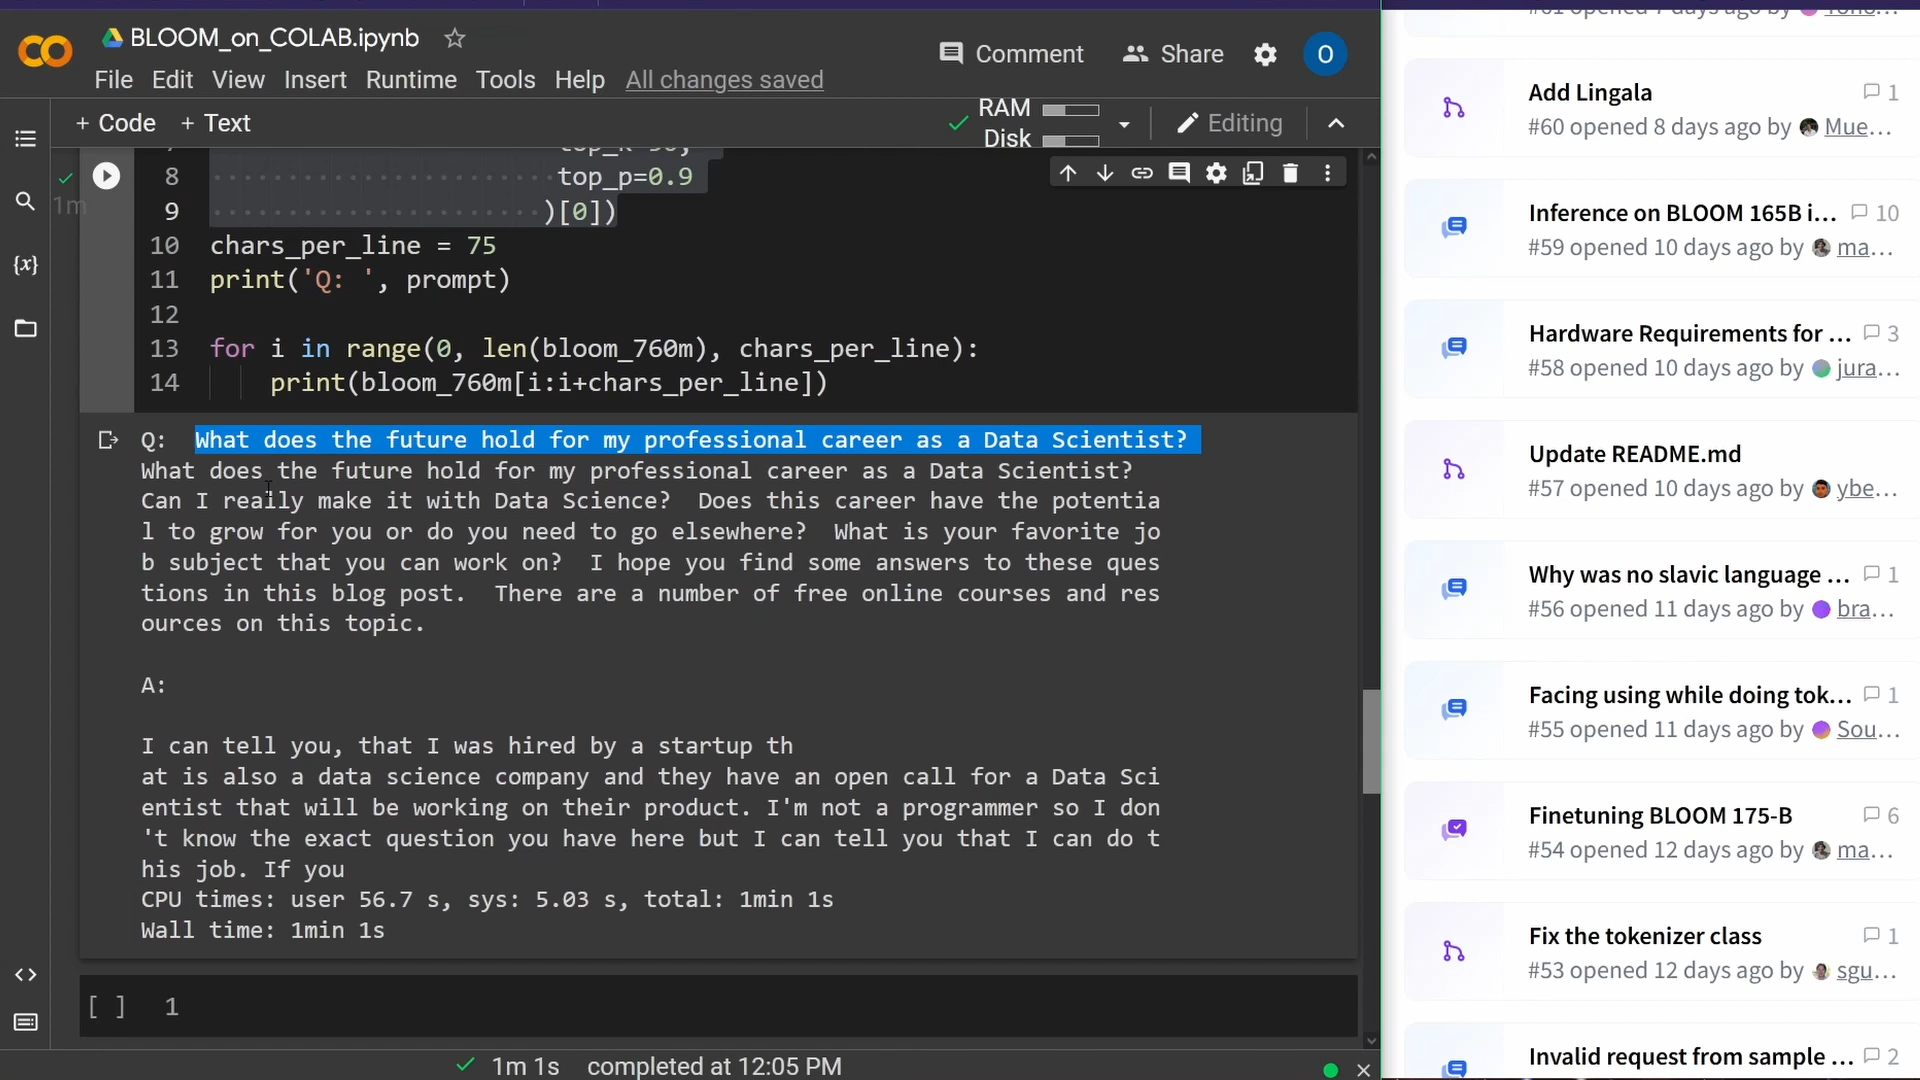 BLOOM_on_COLAB.ipynb
Comment
Share
O
File Edit View Insert Runtime Tools Help All changes saved
+ Code + Text
RAM
Disk
Editing
8 top_p=0.9
1m
9 )[0])
10 chars_per_line = 75
11 print('Q: ', prompt)
12
13 for i in range(0, len(bloom_760m), chars_per_line):
14 print(bloom_760m[i:i+chars_per_line])
Q: What does the future hold for my professional career as a Data Scientist?
What does the future hold for my professional career as a Data Scientist?
Can I really make it with Data Science?  Does this career have the potentia
l to grow for you or do you need to go elsewhere?  What is your favorite jo
b subject that you can work on?  I hope you find some answers to these ques
tions in this blog post.  There are a number of free online courses and res
ources on this topic.
A:
I can tell you, that I was hired by a startup th
at is also a data science company and they have an open call for a Data Sci
entist that will be working on their product. I'm not a programmer so I don
't know the exact question you have here but I can tell you that I can do t
his job. If you
CPU times: user 56.7 s, sys: 5.03 s, total: 1min 1s
Wall time: 1min 1s
[ ] 1
1m 1s completed at 12:05 PM
Add Lingala 1
#60 opened 8 days ago by Mue...
Inference on BLOOM 165B i... 10
#59 opened 10 days ago by ma...
Hardware Requirements for ... 3
#58 opened 10 days ago by jura...
Update README.md
#57 opened 10 days ago by ybe...
Why was no slavic language ... 1
#56 opened 11 days ago by bra...
Facing using while doing tok... 1
#55 opened 11 days ago by Sou...
Finetuning BLOOM 175-B 6
#54 opened 12 days ago by ma...
Fix the tokenizer class 1
#53 opened 12 days ago by sgu...
Invalid request from sample ... 2